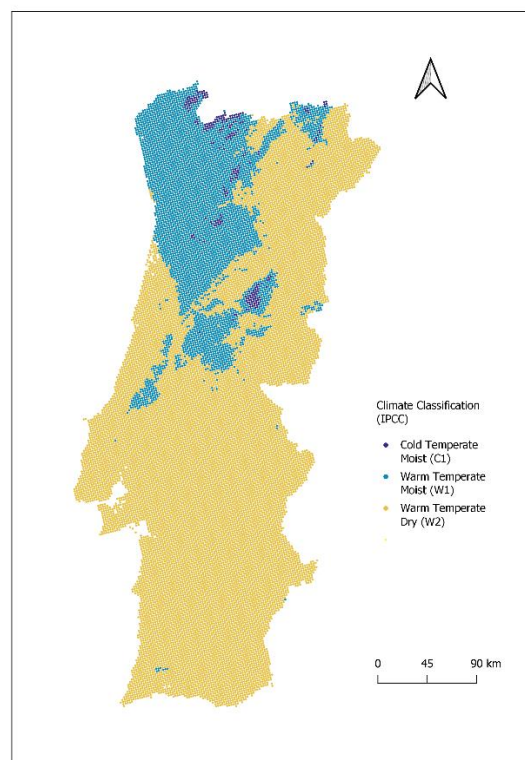 Climate Classification
(IPCC)
Cold Temperate
Moist (C1)
Warm Temperate
Moist (W1)
Warm Temperate
Dry (W2)
0 45 90 km